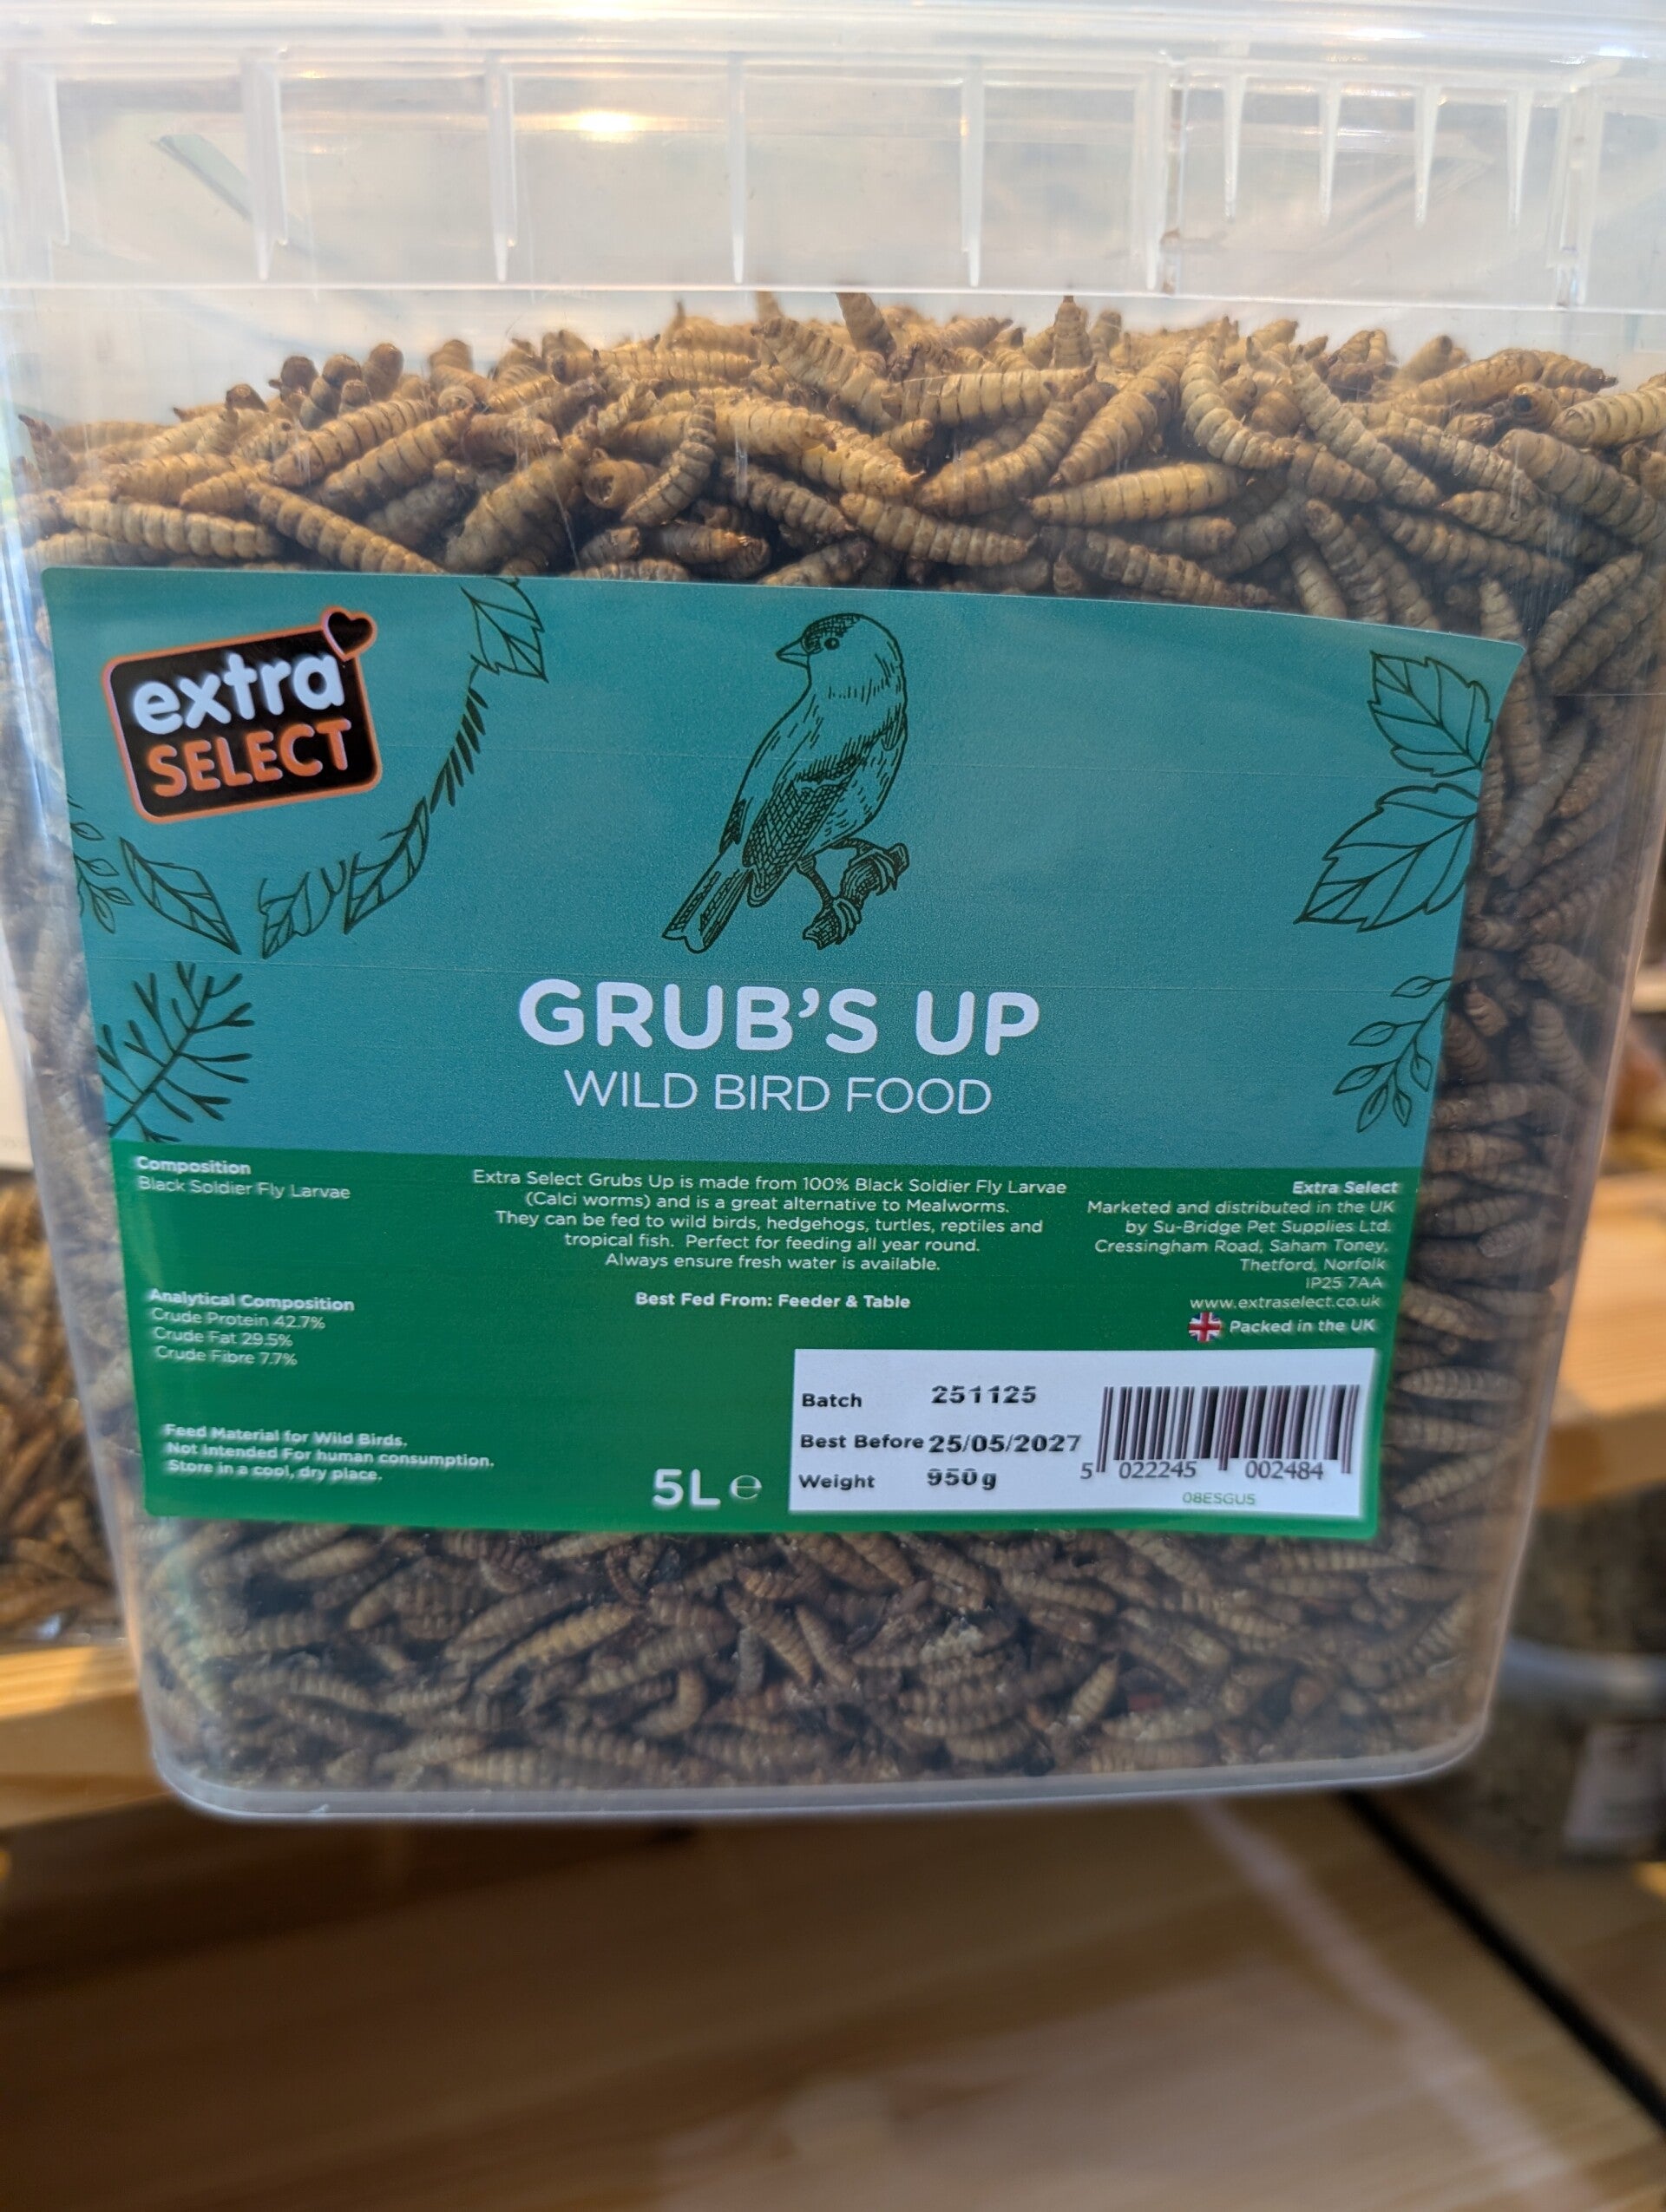 extra
SELECT
GRUB'S UP
WILD BIRD FOOD
Composition
Black Soldier Fly Larvae
Analytical Composition
Crude Protein 42.7%
Crude Fat 29.5%
Crude Fibre 7.7%
Feed Material for Wild Birds.
Not Intended For human consumption.
Store in a cool, dry place.
Extra Select Grubs Up is made from 100% Black Soldier Fly Larvae
(Calci worms) and is a great alternative to Mealworms.
They can be fed to wild birds, hedgehogs, turtles, reptiles and
tropical fish. Perfect for feeding all year round.
Always ensure fresh water is available.
Best Fed From: Feeder & Table
5L ℮
Extra Select
Marketed and distributed in the UK
by Su-Bridge Pet Supplies Ltd.
Cressingham Road, Saham Toney,
Thetford, Norfolk
IP25 7AA
www.extraselect.co.uk
Packed in the UK
Batch 251125
Best Before 25/05/2027
Weight 950g
5 022245 002484
08ESGU5